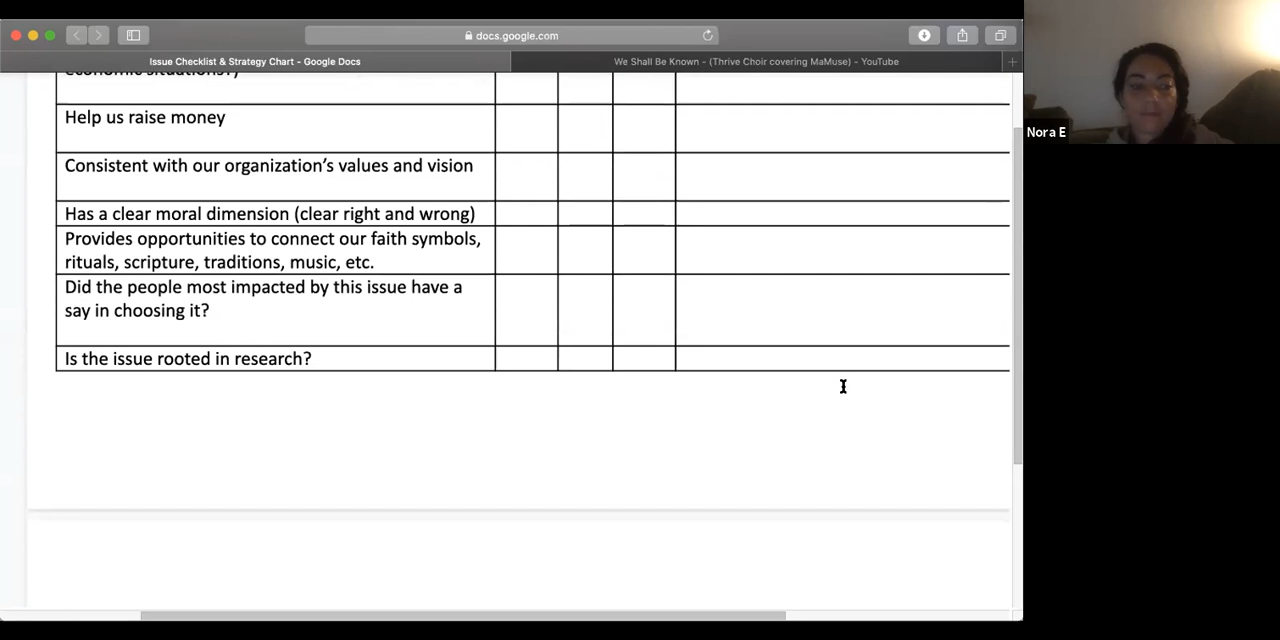 docs.google.com
Issue Checklist & Strategy Chart - Google Docs
We Shall Be Known - (Thrive Choir covering MaMuse) - YouTube
economic situations?)
Help us raise money
Consistent with our organization’s values and vision
Has a clear moral dimension (clear right and wrong)
Provides opportunities to connect our faith symbols,
rituals, scripture, traditions, music, etc.
Did the people most impacted by this issue have a
say in choosing it?
Is the issue rooted in research?
Nora E